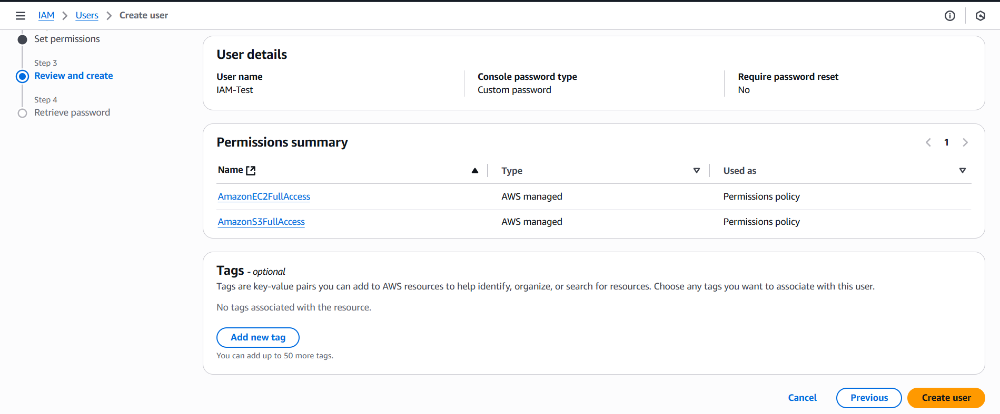 IAM > Users > Create user
Set permissions
Step 3
Review and create
Step 4
Retrieve password
User details
User name
IAM-Test
Console password type
Custom password
Require password reset
No
Permissions summary
1
Name Type Used as
AmazonEC2FullAccess AWS managed Permissions policy
AmazonS3FullAccess AWS managed Permissions policy
Tags - optional
Tags are key-value pairs you can add to AWS resources to help identify, organize, or search for resources. Choose any tags you want to associate with this user.
No tags associated with the resource.
Add new tag
You can add up to 50 more tags.
Cancel Previous Create user